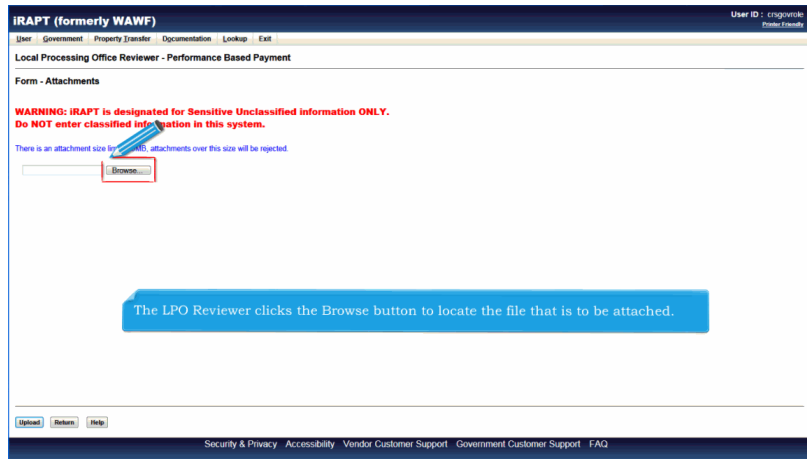 iRAPT (formerly WAWF)
User ID : crsgovrole
Printer Friendly
User Government Property Transfer Documentation Lookup Exit
Local Processing Office Reviewer - Performance Based Payment
Form - Attachments
WARNING: iRAPT is designated for Sensitive Unclassified information ONLY.
Do NOT enter classified information in this system.
There is an attachment size MB, attachments over this size will be rejected.
Browse...
The LPO Reviewer clicks the Browse button to locate the file that is to be attached.
Upload Return Help
Security & Privacy Accessibility Vendor Customer Support Government Customer Support FAQ